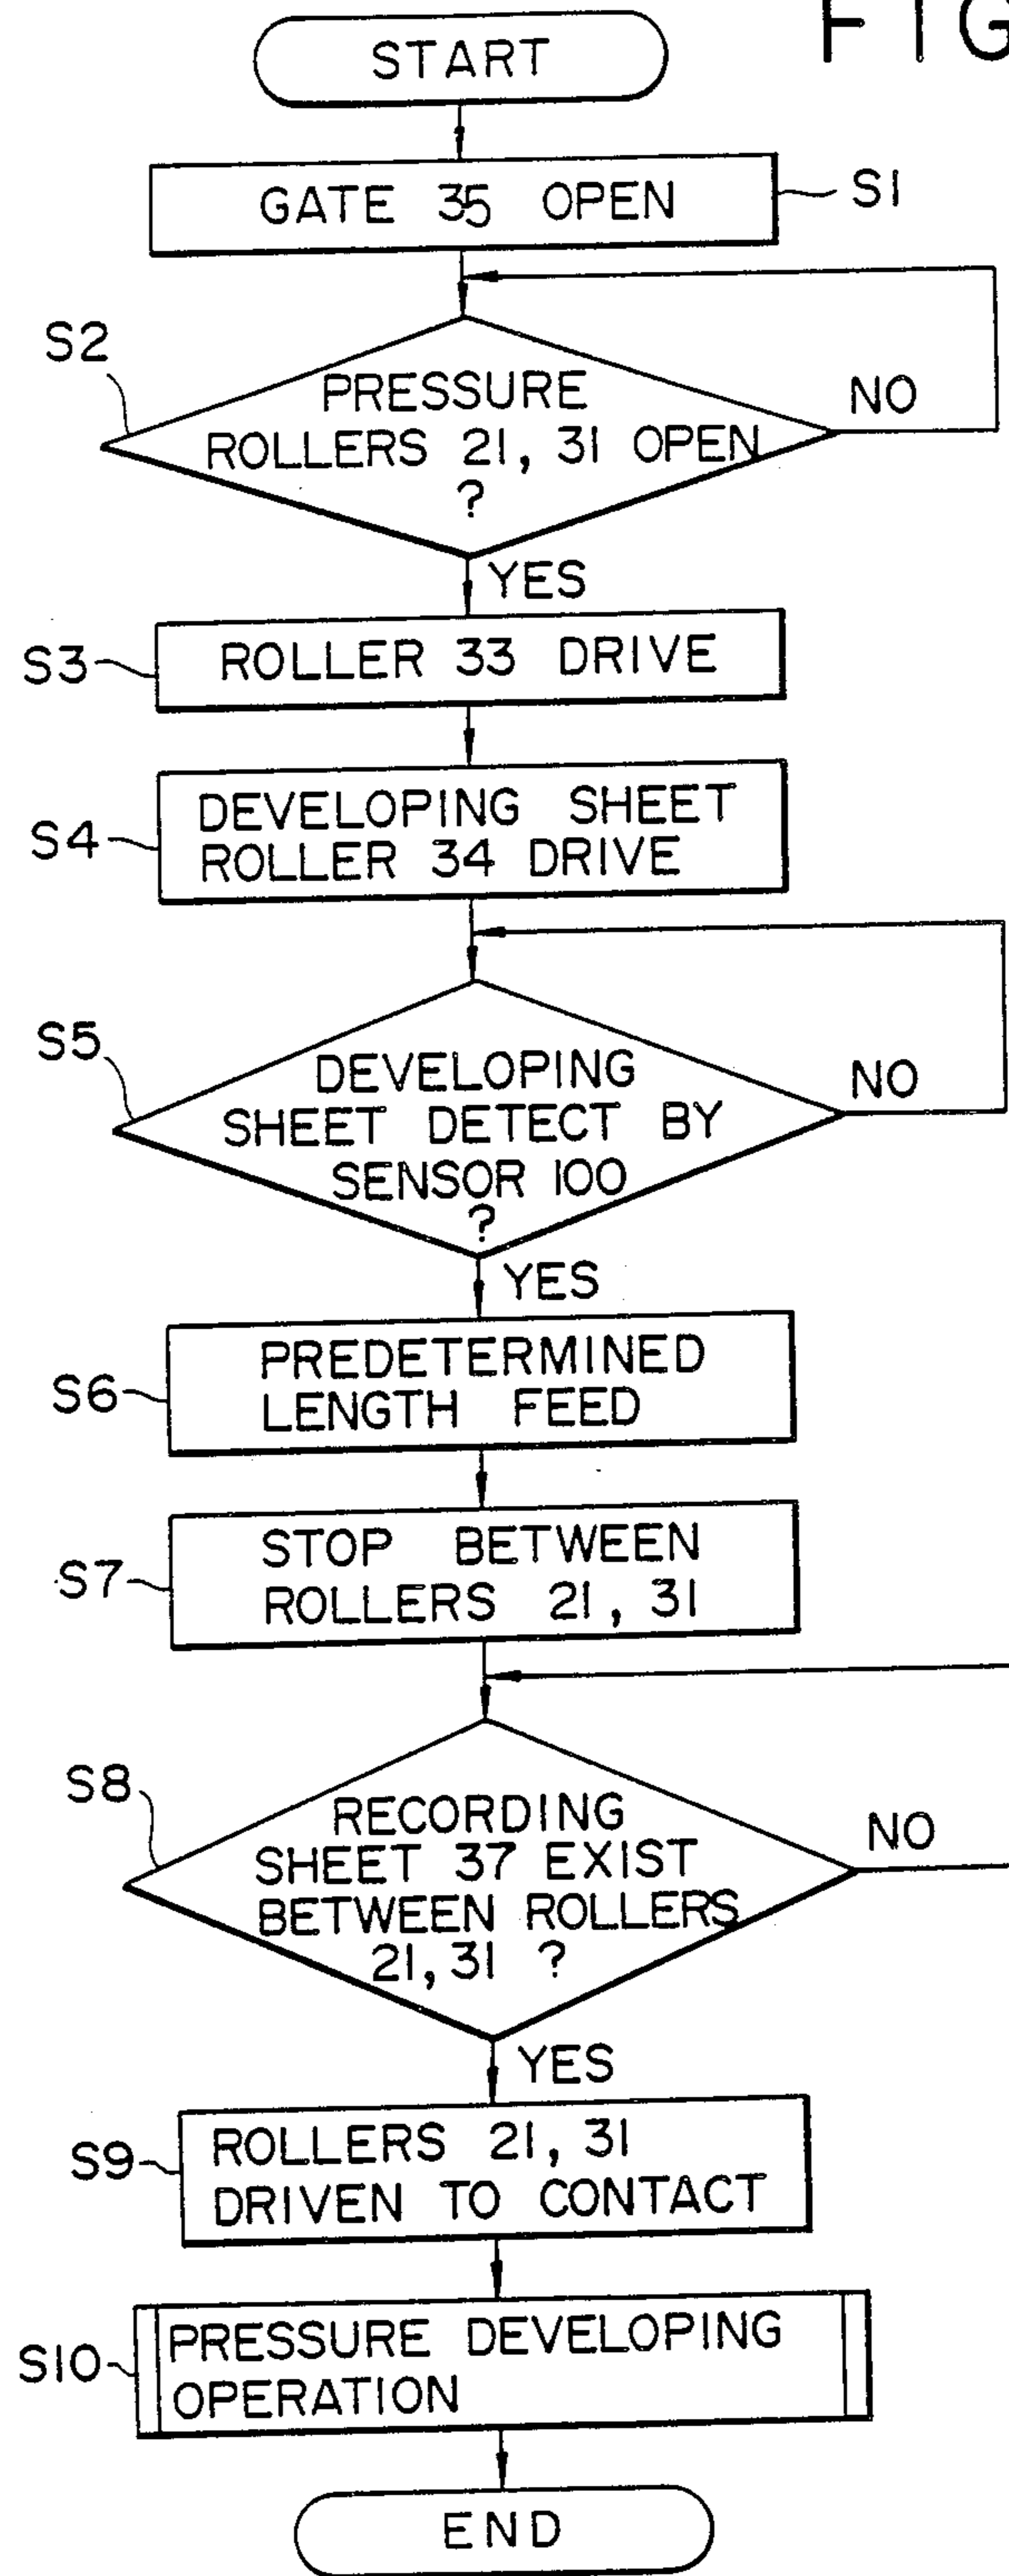 FIG
START
GATE 35 OPEN
S1
S2
PRESSURE
ROLLERS 21, 31 OPEN
?
NO
YES
S3
ROLLER 33 DRIVE
S4
DEVELOPING SHEET
ROLLER 34 DRIVE
S5
DEVELOPING
SHEET DETECT BY
SENSOR 100
?
NO
YES
S6
PREDETERMINED
LENGTH FEED
S7
STOP BETWEEN
ROLLERS 21, 31
S8
RECORDING
SHEET 37 EXIST
BETWEEN ROLLERS
21, 31 ?
NO
YES
S9
ROLLERS 21, 31
DRIVEN TO CONTACT
S10
PRESSURE DEVELOPING
OPERATION
END